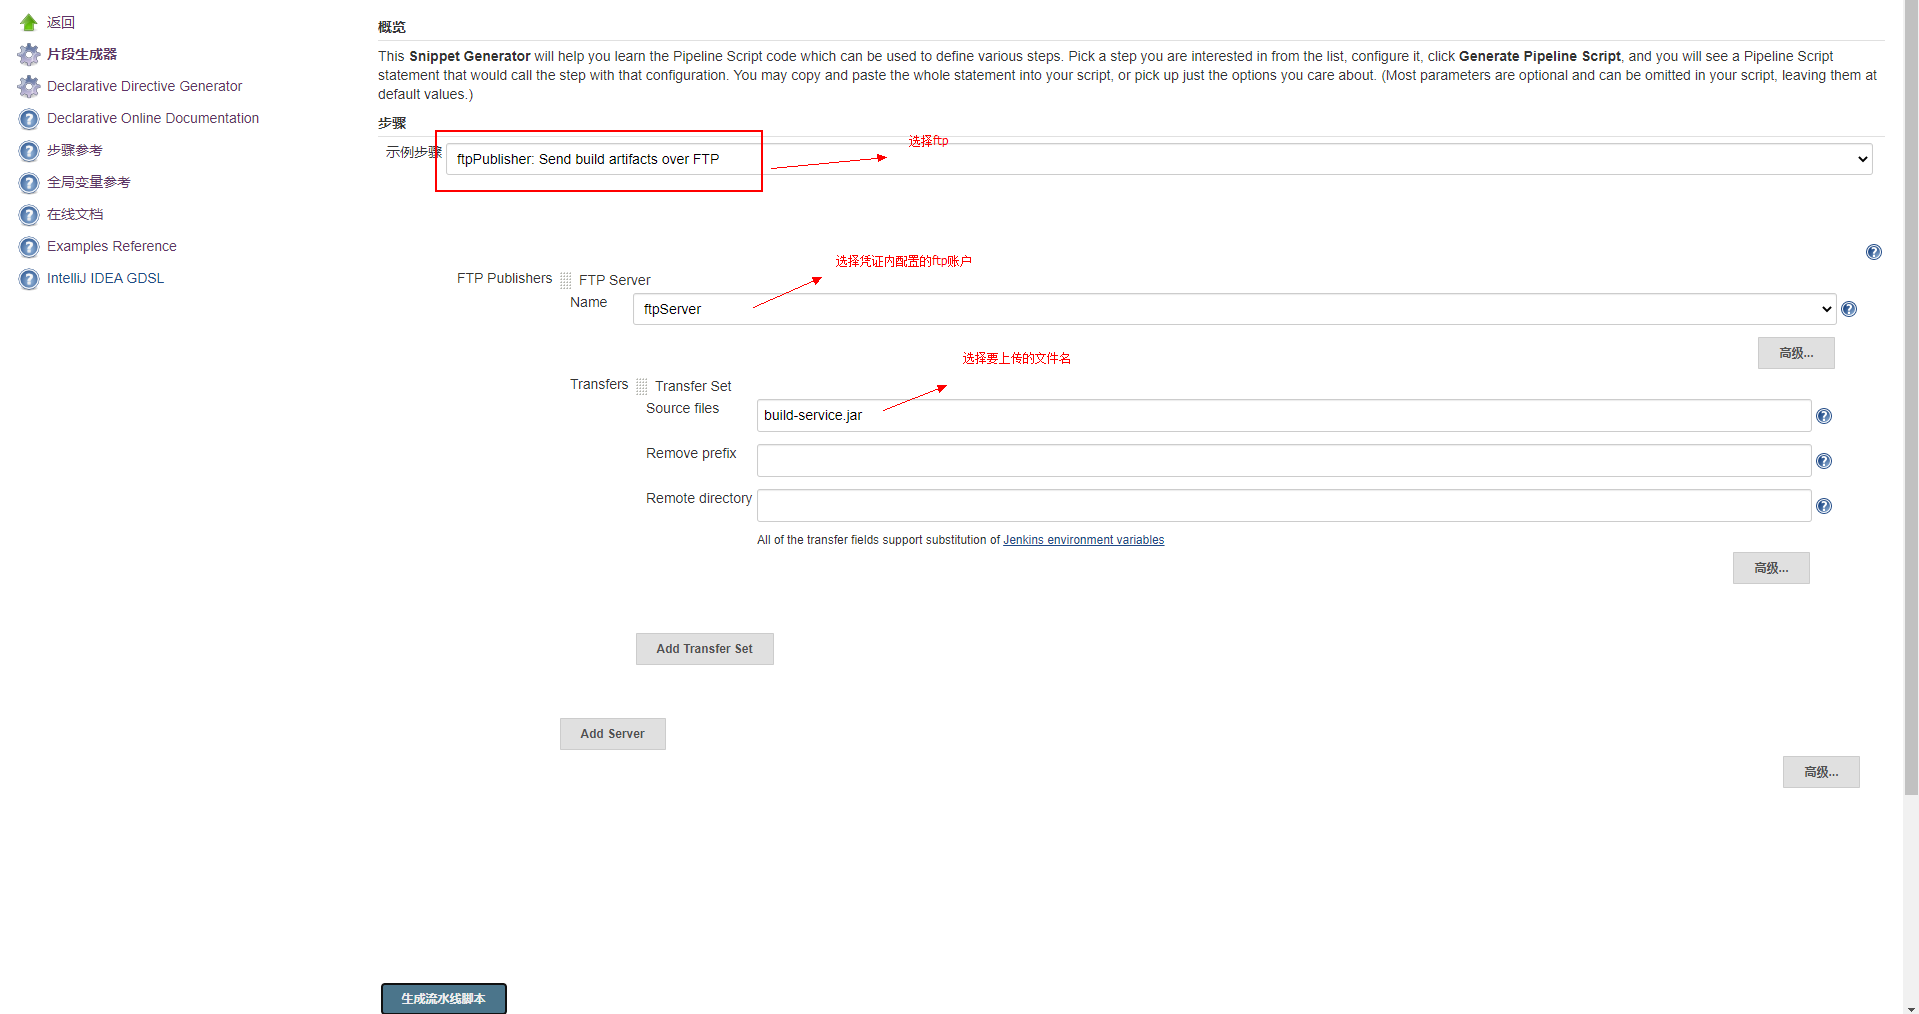 返回
片段生成器
Declarative Directive Generator
Declarative Online Documentation
步骤参考
全局变量参考
在线文档
Examples Reference
IntelliJ IDEA GDSL
概览
This Snippet Generator will help you learn the Pipeline Script code which can be used to define various steps. Pick a step you are interested in from the list, configure it, click Generate Pipeline Script, and you will see a Pipeline Script
statement that would call the step with that configuration. You may copy and paste the whole statement into your script, or pick up just the options you care about. (Most parameters are optional and can be omitted in your script, leaving them at
default values.)
步骤
选择ftp
示例步骤 ftpPublisher: Send build artifacts over FTP
选择凭证内配置的ftp账户
FTP Publishers FTP Server
Name ftpServer
高级...
选择要上传的文件名
Transfers Transfer Set
Source files build-service.jar
Remove prefix
Remote directory
All of the transfer fields support substitution of Jenkins environment variables
高级...
Add Transfer Set
Add Server
高级...
生成流水线脚本